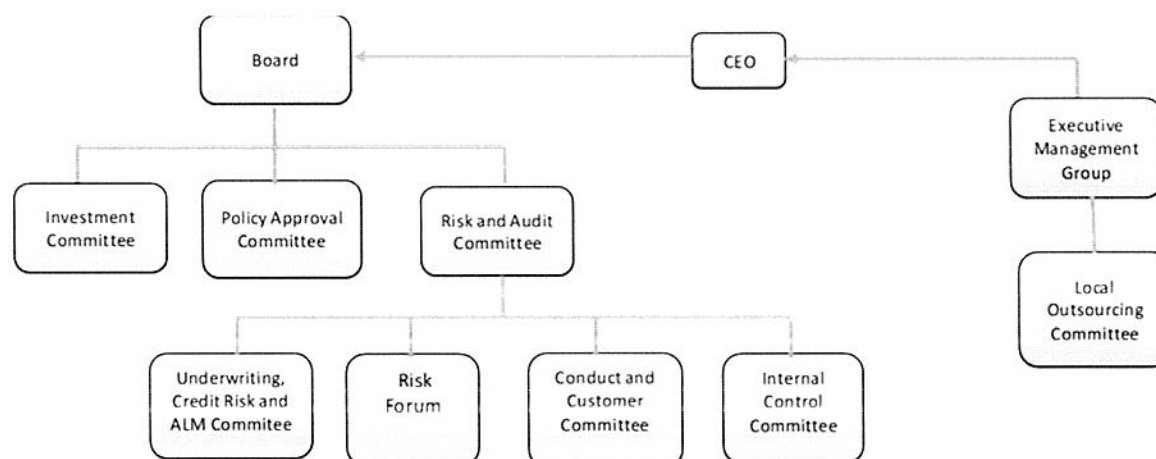 Board
CEO
Executive
Management
Group
Investment
Committee
Policy Approval
Committee
Risk and Audit
Committee
Local
Outsourcing
Committee
Underwriting,
Credit Risk and
ALM Commitee
Risk
Forum
Conduct and
Customer
Committee
Internal
Control
Committee